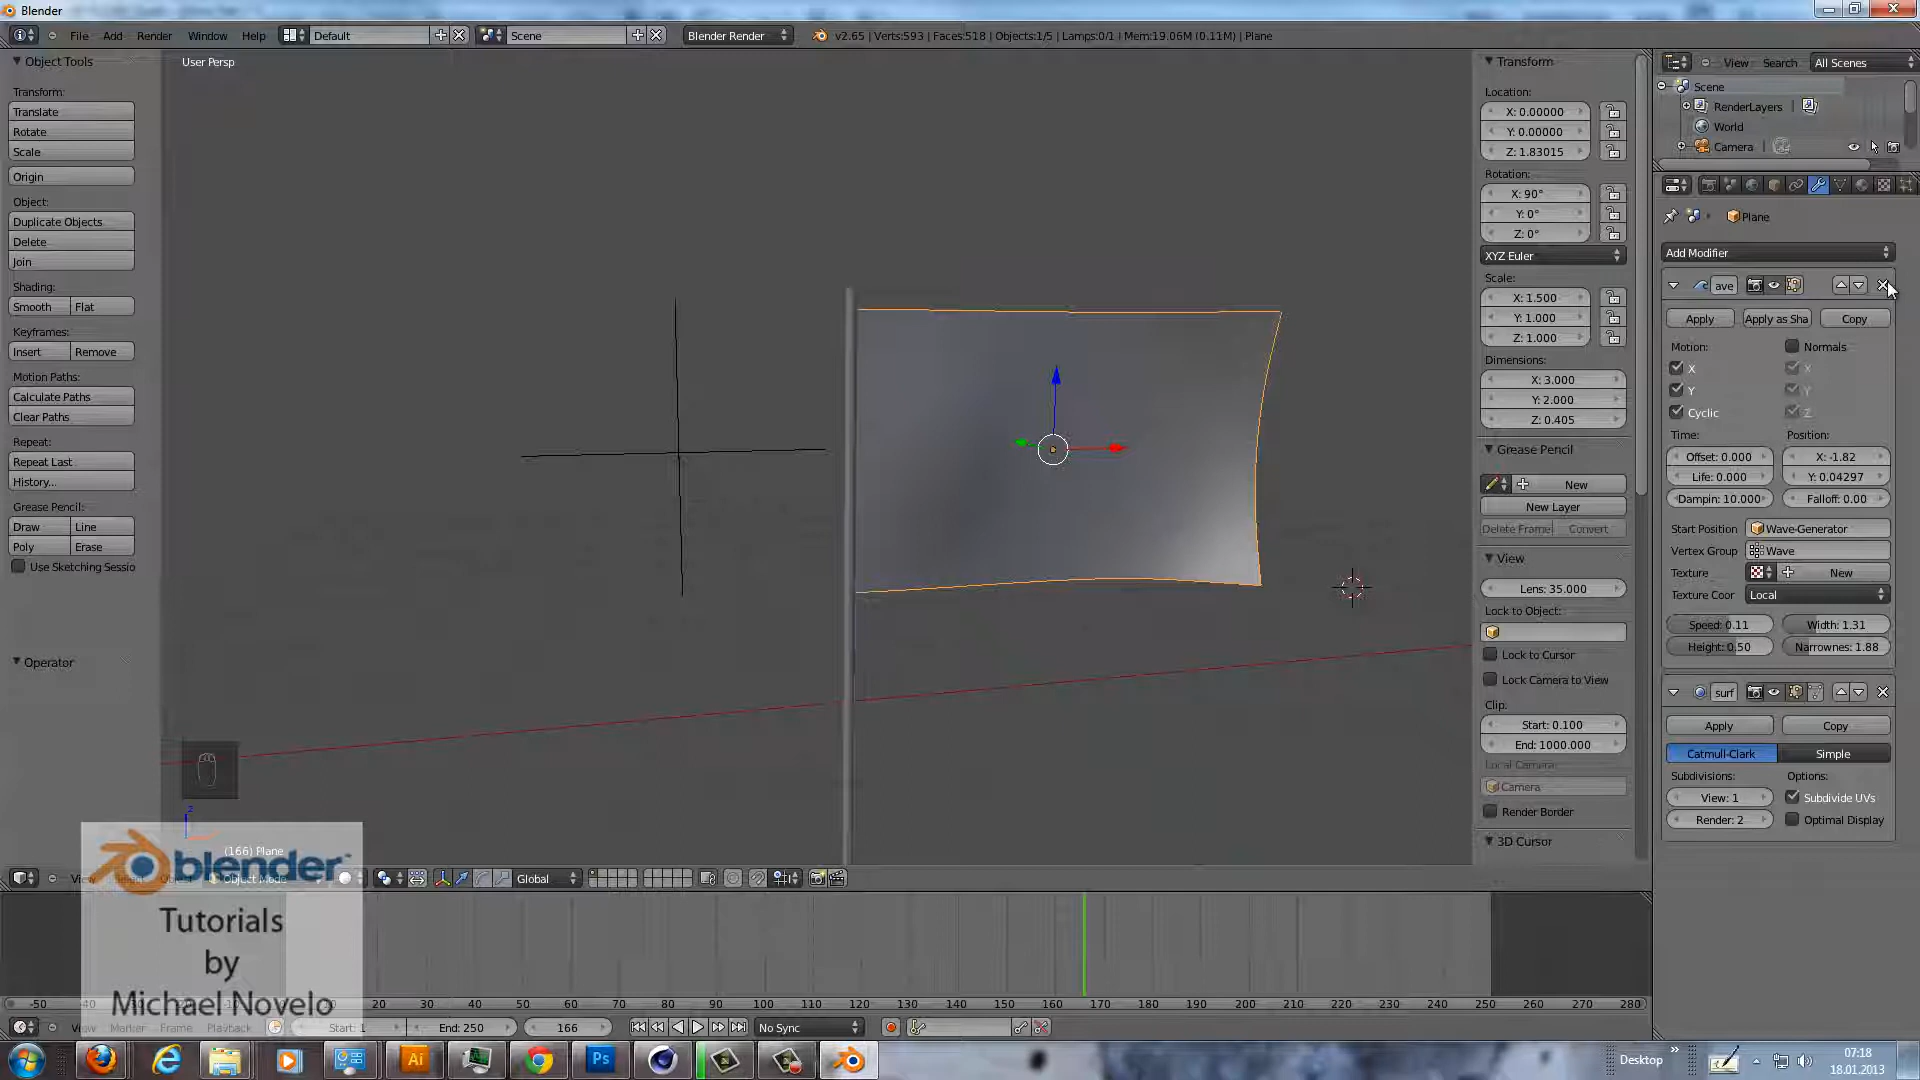 Blender
File Add Render Window Help Default Scene Blender Render v2.65 | Verts:593 | Faces:518 | Objects:1/5 | Lamps:0/1 | Mem:19.06M (0.11M) | Plane
Object Tools
Transform:
Translate
Rotate
Scale
Origin
Object:
Duplicate Objects
Delete
Join
Shading:
Smooth Flat
Keyframes:
Insert Remove
Motion Paths:
Calculate Paths
Clear Paths
Repeat:
Repeat Last
History...
Grease Pencil:
Draw Line
Poly Erase
Use Sketching Sessio
Operator
User Persp
z
(166) Plane
Object Mode Global
Transform
Location:
X: 0.00000
Y: 0.00000
Z: 1.83015
Rotation:
X: 90°
Y: 0°
Z: 0°
XYZ Euler
Scale:
X: 1.500
Y: 1.000
Z: 1.000
Dimensions:
X: 3.000
Y: 2.000
Z: 0.405
Grease Pencil
New
New Layer
Delete Frame Convert
View
Lens: 35.000
Lock to Object:
Lock to Cursor
Lock Camera to View
Clip:
Start: 0.100
End: 1000.000
Local Camera:
Camera
Render Border
3D Cursor
View Search All Scenes
Scene
RenderLayers
World
Camera
Plane
Add Modifier
ave
Apply Apply as Sha Copy
Motion: Normals
X X
Y Y
Cyclic Z
Time: Position:
Offset: 0.000 X: -1.82
Life: 0.000 Y: 0.04297
Dampin: 10.000 Falloff: 0.00
Start Position Wave-Generator
Vertex Group Wave
Texture New
Texture Coor Local
Speed: 0.11 Width: 1.31
Height: 0.50 Narrownes: 1.88
surf
Apply Copy
Catmull-Clark Simple
Subdivisions: Options:
View: 1 Subdivide UVs
Render: 2 Optimal Display
blender
Tutorials
by
Michael Novelo
-50 -40 20 30 40 50 60 70 80 90 100 110 120 130 140 150 160 170 180 190 200 210 220 230 240 250 260 270 280
View Marker Frame Playback Start: 1 End: 250 166 No Sync
Ai Ps Desktop 07:18
18.01.2013